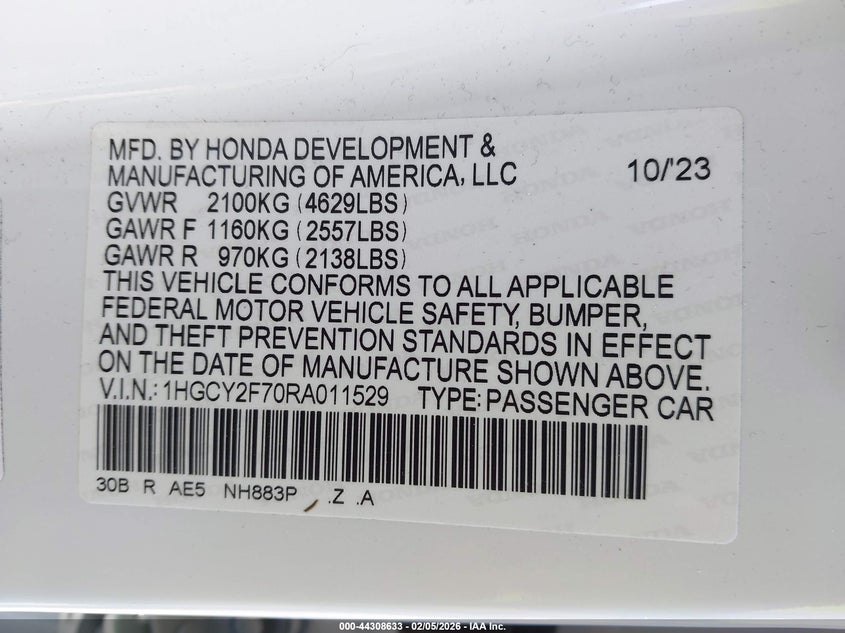 MFD. BY HONDA DEVELOPMENT &
MANUFACTURING OF AMERICA, LLC 10/'23
GVWR 2100KG (4629LBS)
GAWR F 1160KG (2557LBS)
GAWR R 970KG (2138LBS)
THIS VEHICLE CONFORMS TO ALL APPLICABLE
FEDERAL MOTOR VEHICLE SAFETY, BUMPER,
AND THEFT PREVENTION STANDARDS IN EFFECT
ON THE DATE OF MANUFACTURE SHOWN ABOVE.
V.I.N.: 1HGCY2F70RA011529 TYPE: PASSENGER CAR
30B R AE5 NH883P .Z .A
000-44308633 - 02/05/2026 - IAA Inc.